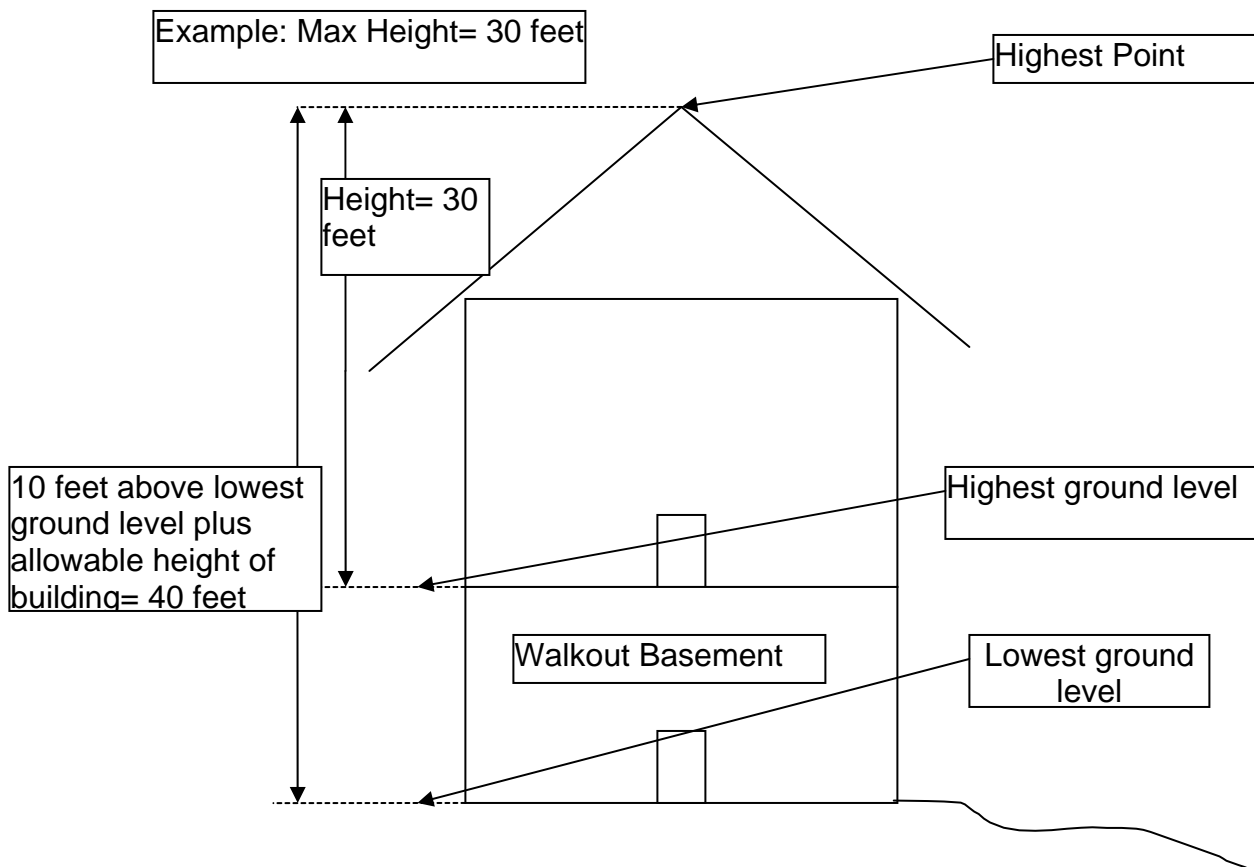 Example: Max Height= 30 feet
Highest Point
Height= 30
feet
10 feet above lowest
ground level plus
allowable height of
building= 40 feet
Highest ground level
Walkout Basement
Lowest ground
level